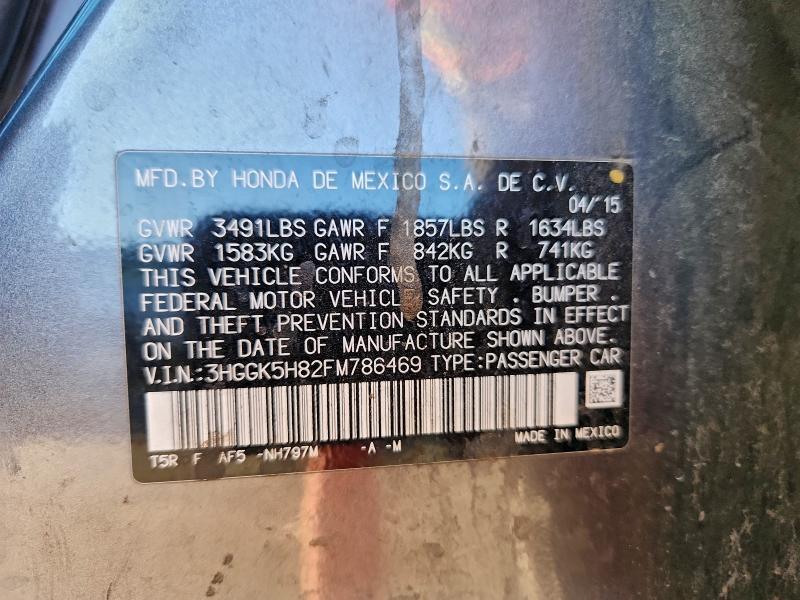 MFD.BY HONDA DE MEXICO S.A. DE C.V.
04/'15
GVWR 3491LBS GAWR F 1857LBS R 1634LBS
GVWR 1583KG GAWR F 842KG R 741KG
THIS VEHICLE CONFORMS TO ALL APPLICABLE
FEDERAL MOTOR VEHICLE SAFETY . BUMPER .
AND THEFT PREVENTION STANDARDS IN EFFECT
ON THE DATE OF MANUFACTURE SHOWN ABOVE.
V.I.N.:3HGGK5H82FM786469 TYPE:PASSENGER CAR
MADE IN MEXICO
T5R F AF5 -NH797M -A -M